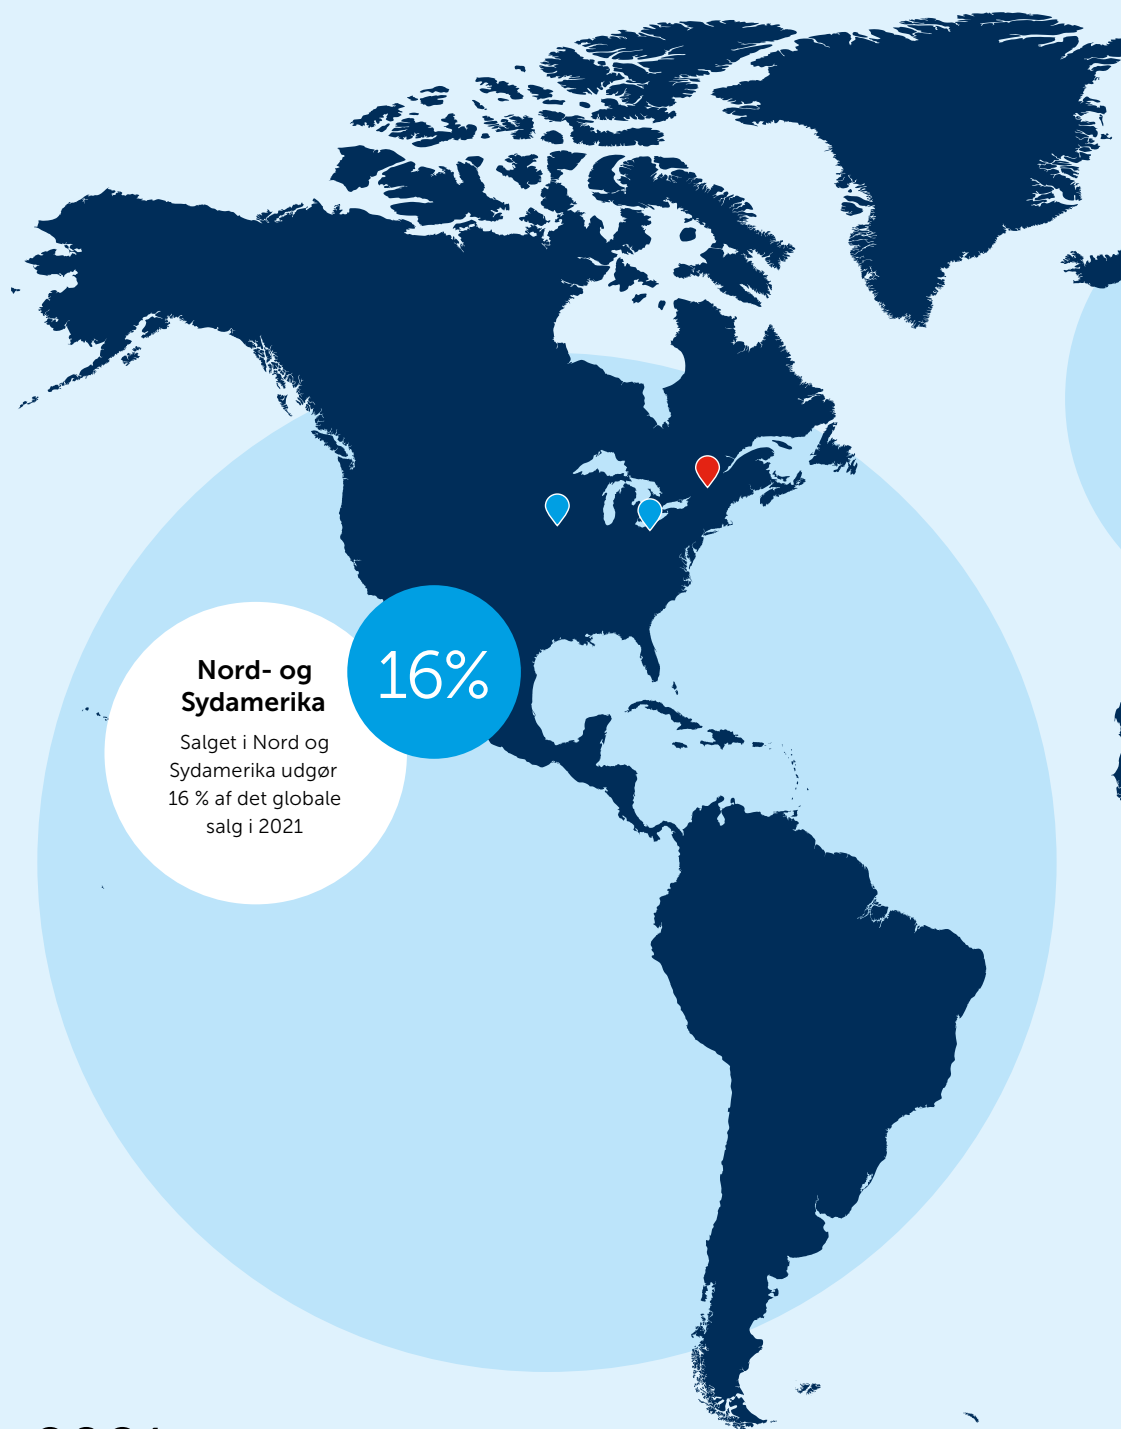 16%
Nord- og
Sydamerika
Salget i Nord og
Sydamerika udgør
16 % af det globale
salg i 2021